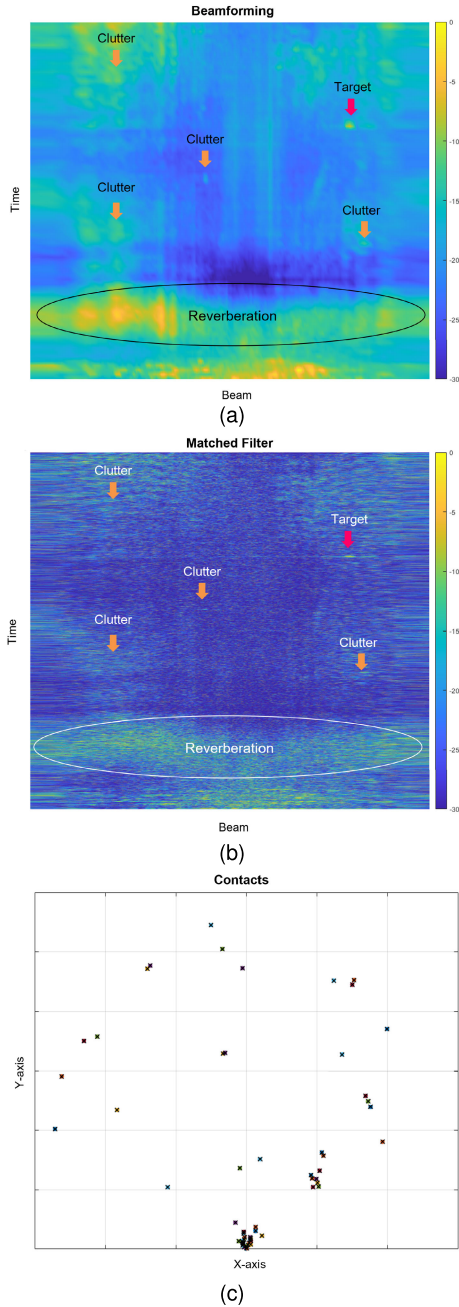 Beamforming
Clutter
Target
Clutter
Clutter
Clutter
Reverberation
Time
Beam
0
-5
-10
-15
-20
-25
-30
(a)
Matched Filter
Clutter
Target
Clutter
Clutter
Clutter
Reverberation
Time
Beam
0
-5
-10
-15
-20
-25
-30
(b)
Contacts
Y-axis
X-axis
(c)